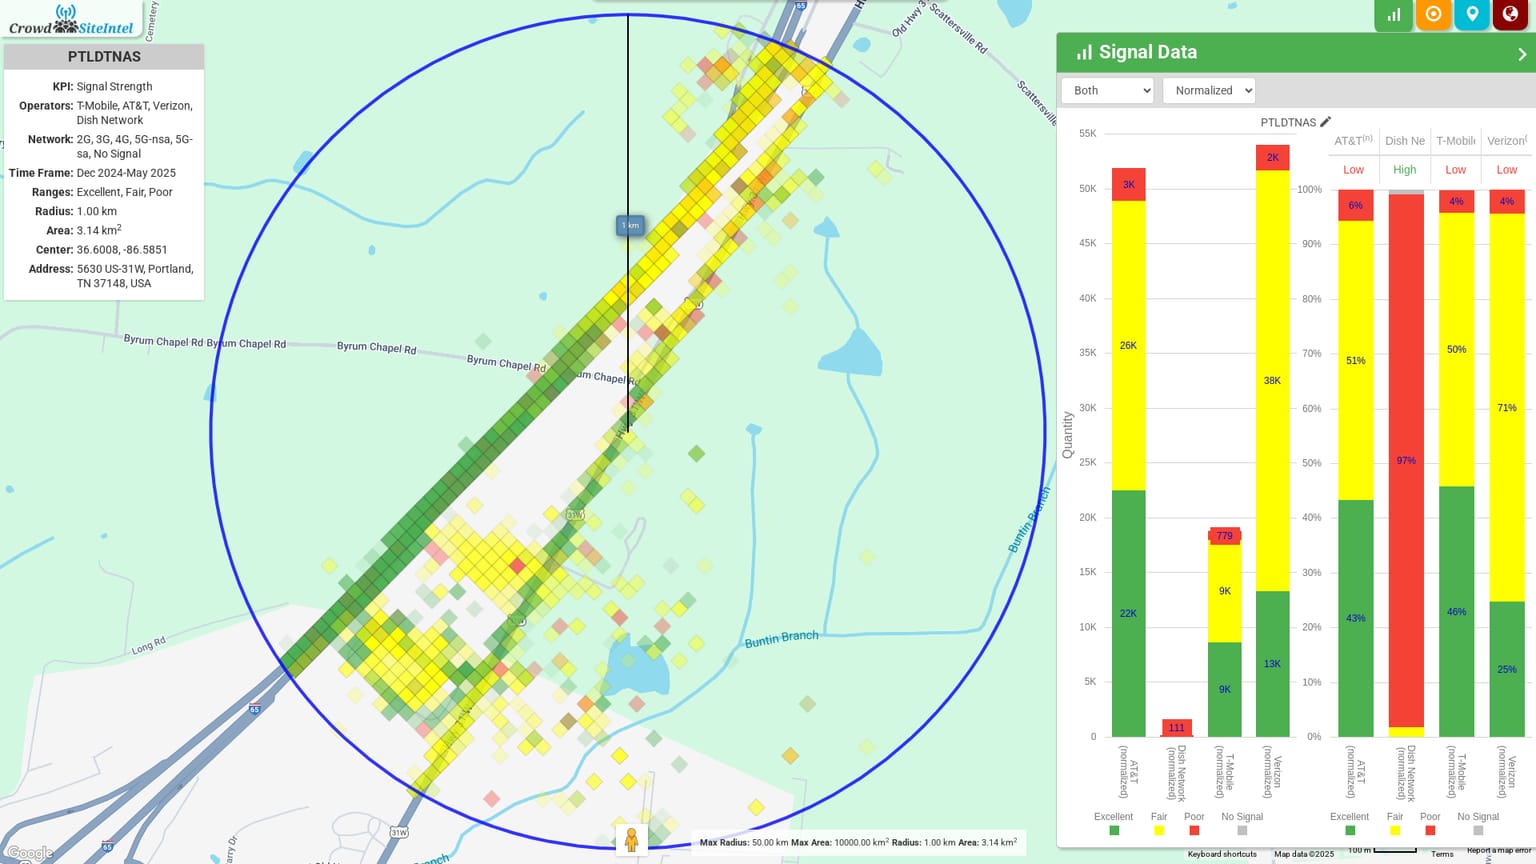 CrowdSiteIntel
PTLDTNAS
KPI: Signal Strength
Operators: T-Mobile, AT&T, Verizon,
Dish Network
Network: 2G, 3G, 4G, 5G-nsa, 5G-
sa, No Signal
Time Frame: Dec 2024-May 2025
Ranges: Excellent, Fair, Poor
Radius: 1.00 km
Area: 3.14 km²
Center: 36.6008, -86.5851
Address: 5630 US-31W, Portland,
TN 37148, USA
Cemetery
65
Old Hwy 3
Scattersville Rd
Scattersville
1 km
Byrum Chapel Rd
Byrum Chapel Rd
Byrum Chapel Rd
Byrum Chapel Rd
um Chapel Rd
31W
Buntin Branch
Buntin Branch
Long Rd
65
31W
65
Google
Max Radius: 50.00 km Max Area: 10000.00 km² Radius: 1.00 km Area: 3.14 km²
Signal Data
Both
Normalized
PTLDTNAS
AT&T(n) Dish Ne T-Mobile Verizon(
Low High Low Low
Quantity
55K
50K
45K
40K
35K
30K
25K
20K
15K
10K
5K
0
3K
26K
22K
111
779
9K
9K
2K
38K
13K
100%
90%
80%
70%
60%
50%
40%
30%
20%
10%
0%
6%
51%
43%
97%
4%
50%
46%
4%
71%
25%
AT&T
(normalized)
Dish Network
(normalized)
T-Mobile
(normalized)
Verizon
(normalized)
AT&T
(normalized)
Dish Network
(normalized)
T-Mobile
(normalized)
Verizon
(normalized)
Excellent Fair Poor No Signal
Excellent Fair Poor No Signal
Keyboard shortcuts Map data ©2025 100 m Terms Report a map error